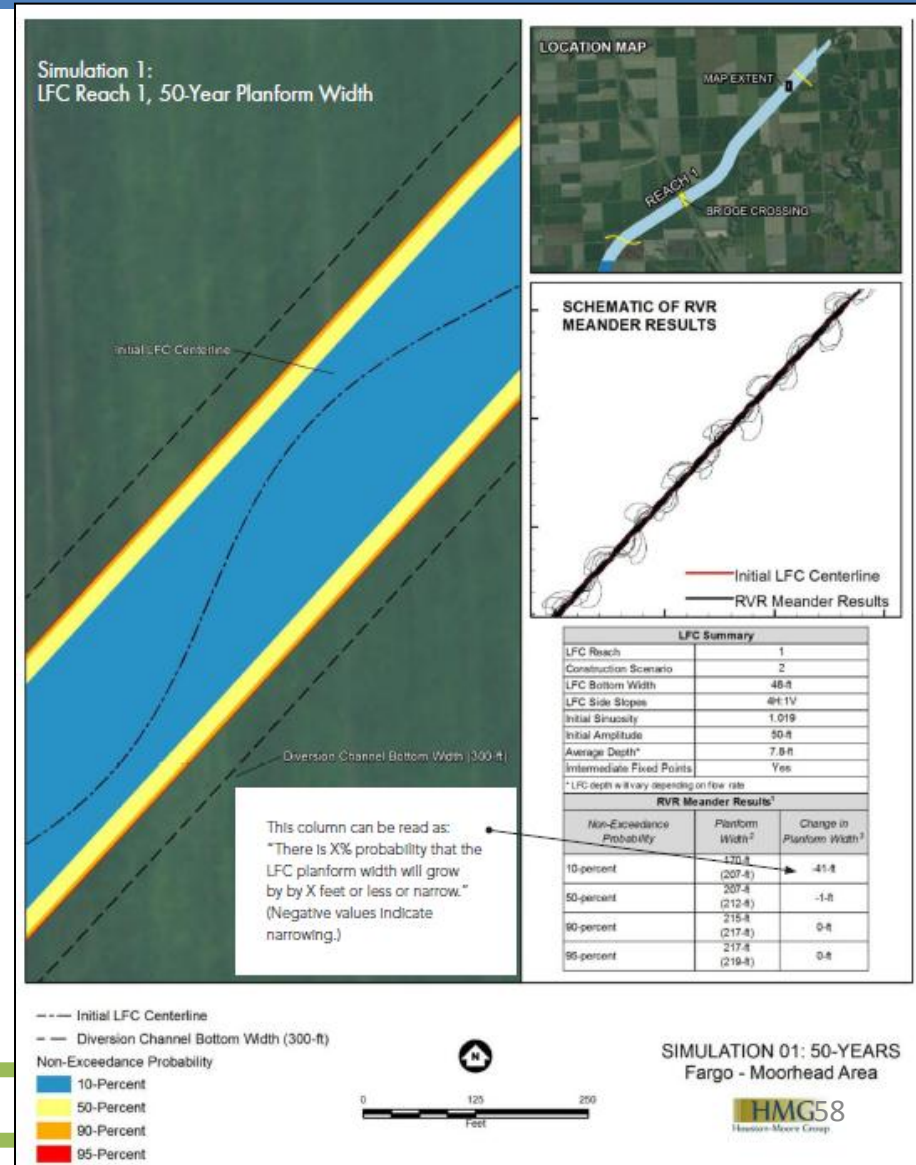 Simulation 1:
LFC Reach 1, 50-Year Planform Width
Initial LFC Centerline
Diversion Channel Bottom Width (300-ft)
This column can be read as:
"There is X% probability that the
LFC planform width will grow
by by X feet or less or narrow."
(Negative values indicate
narrowing.)
LOCATION MAP
MAP EXTENT
REACH 1
BRIDGE CROSSING
SCHEMATIC OF RVR
MEANDER RESULTS
Initial LFC Centerline
RVR Meander Results
LFC Summary
LFC Reach 1
Construction Scenario 2
LFC Bottom Width 48-ft
LFC Side Slopes 4H:1V
Initial Sinuosity 1.019
Initial Amplitude 50-ft
Average Depth* 7.8-ft
Intermediate Fixed Points Yes
* LFC depth will vary depending on flow rate
RVR Meander Results¹
Non-Exceedance Probability Planform Width² Change in Planform Width³
10-percent 170-ft (207-ft) -41-ft
50-percent 207-ft (212-ft) -1-ft
90-percent 215-ft (217-ft) 0-ft
95-percent 217-ft (219-ft) 0-ft
Initial LFC Centerline
Diversion Channel Bottom Width (300-ft)
Non-Exceedance Probability
10-Percent
50-Percent
90-Percent
95-Percent
N
0 125 250
Feet
SIMULATION 01: 50-YEARS
Fargo - Moorhead Area
HMG58
Houston-Moore Group